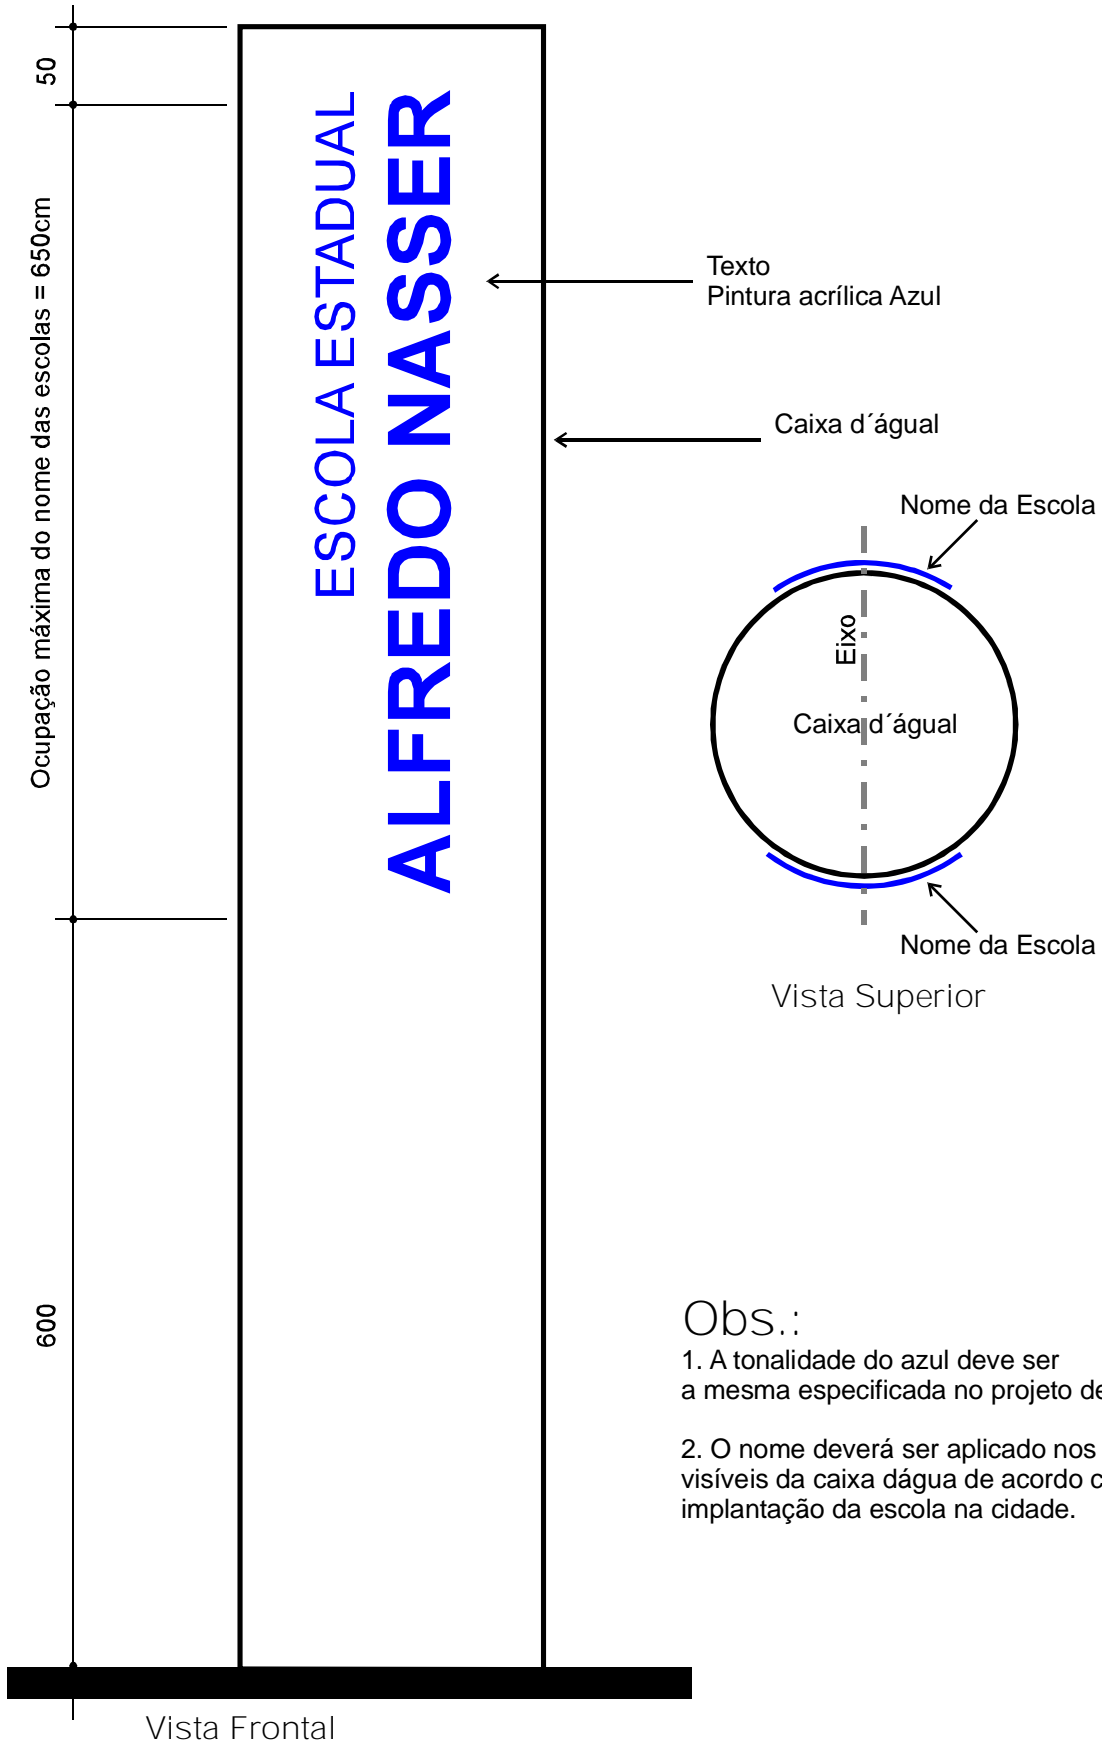 50
Ocupação máxima do nome das escolas = 650cm
600
ESCOLA ESTADUAL
ALFREDO NASSER
Texto
Pintura acrílica Azul
Caixa d´águal
Nome da Escola
Eixo
Caixa d´águal
Nome da Escola
Vista Superior
Obs.:
1. A tonalidade do azul deve ser
a mesma especificada no projeto de
2. O nome deverá ser aplicado nos
visíveis da caixa dágua de acordo c
implantação da escola na cidade.
Vista Frontal